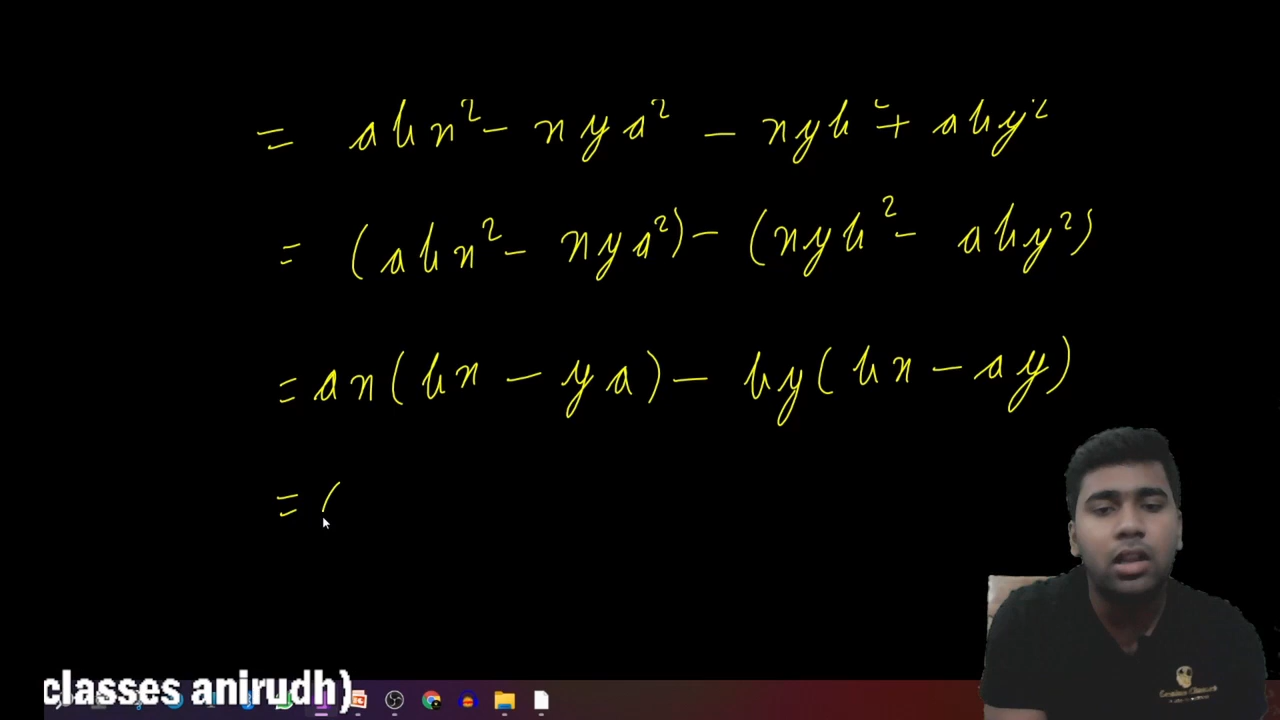 = abx² - xya² - xyb² + aby²
= (abx² - xya²) - (xyb² - aby²)
= ax(bx - ya) - by(bx - ay)
= (
classes anirudh)